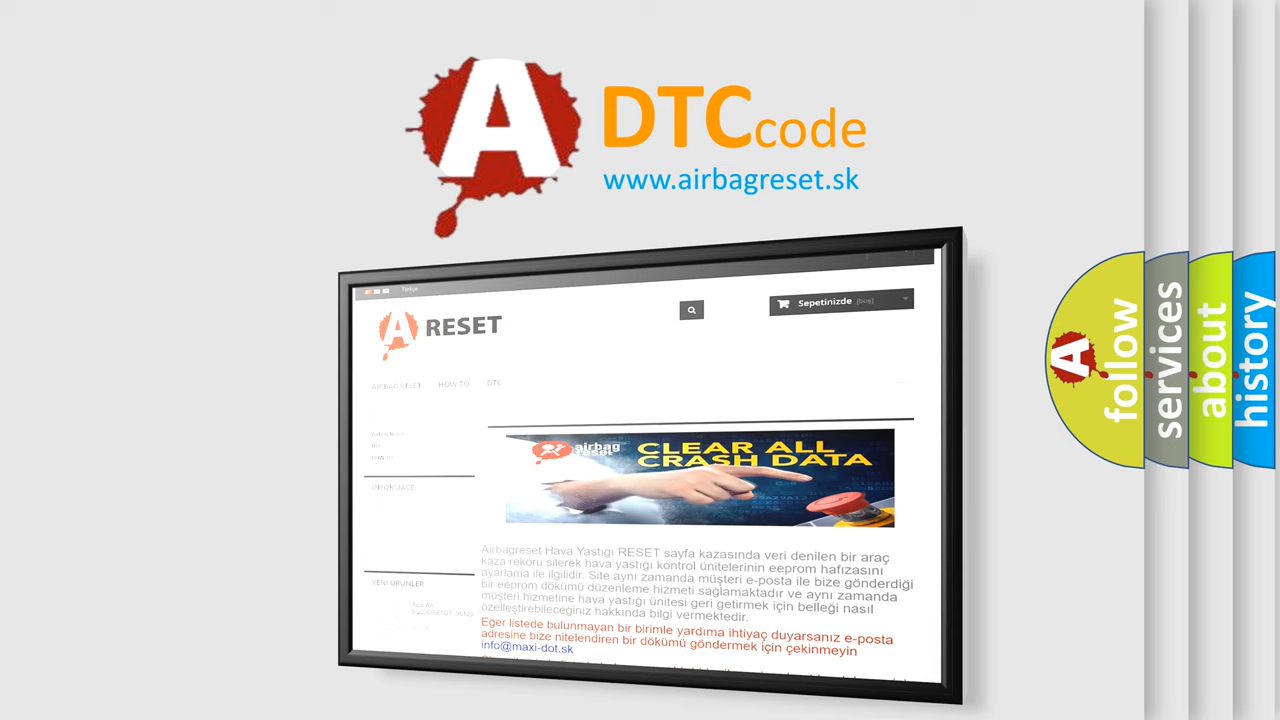 A
DTCcode
www.airbagreset.sk
Türkçe
A RESET
Sepetinizde [boş]
AIRBAG RESET HOW TO DTC
INFORMACE
YENI ÜRÜNLER
airbag
reset
CLEAR ALL
CRASH DATA
Airbagreset Hava Yastığı RESET sayfa kazasında veri denilen bir araç
kaza rekoru silerek hava yastığı kontrol ünitelerinin eeprom hafızasını
ayarlama ile ilgilidir. Site aynı zamanda müşteri e-posta ile bize gönderdiği
bir eeprom dökümü düzenleme hizmeti sağlamaktadır ve aynı zamanda
müşteri hizmetine hava yastığı ünitesi geri getirmek için belleği nasıl
özelleştirebileceğiniz hakkında bilgi vermektedir.
Eğer listede bulunmayan bir birimle yardıma ihtiyaç duyarsanız e-posta
adresine bize nitelendiren bir dökümü göndermek için çekinmeyin
info@maxi-dot.sk
A
follow
services
about
history